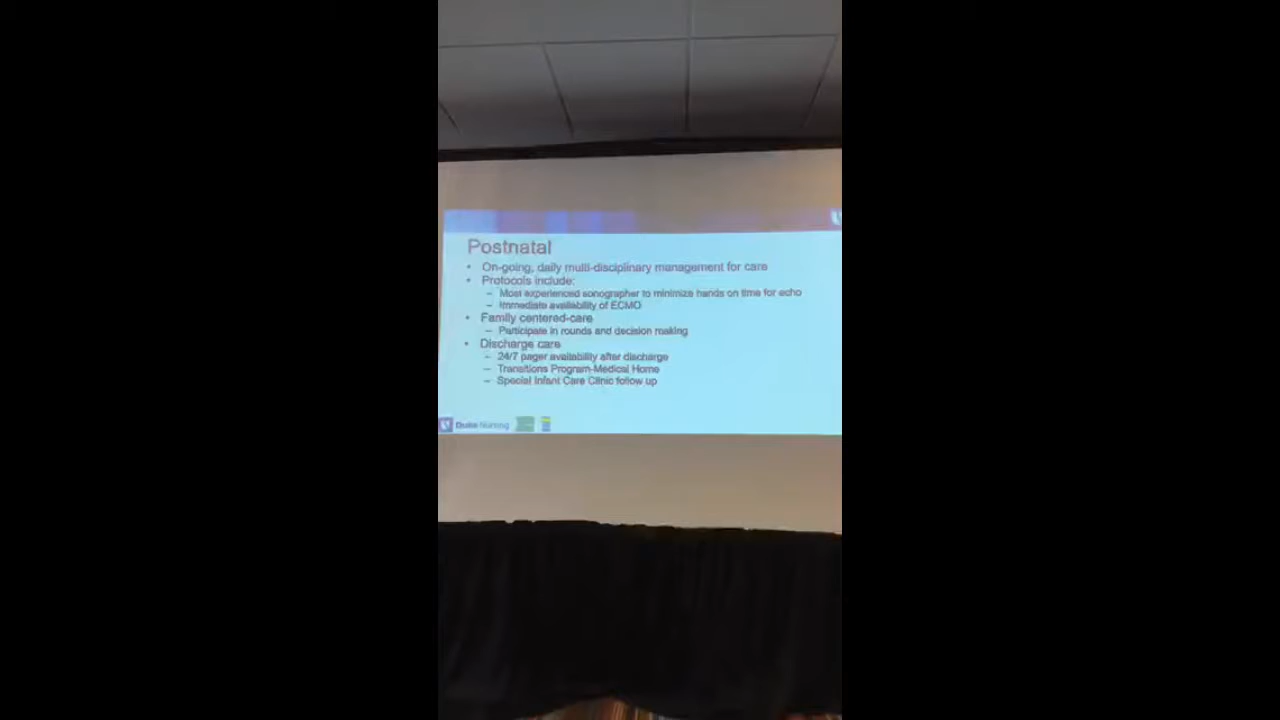 Postnatal
• On-going, daily multi-disciplinary management for care
• Protocols include:
– Most experienced sonographer to minimize hands on time for echo
– Immediate availability of ECMO
• Family centered-care
– Participate in rounds and decision making
• Discharge care
– 24/7 pager availability after discharge
– Transitions Program-Medical Home
– Special Infant Care Clinic follow up
Duke Nursing